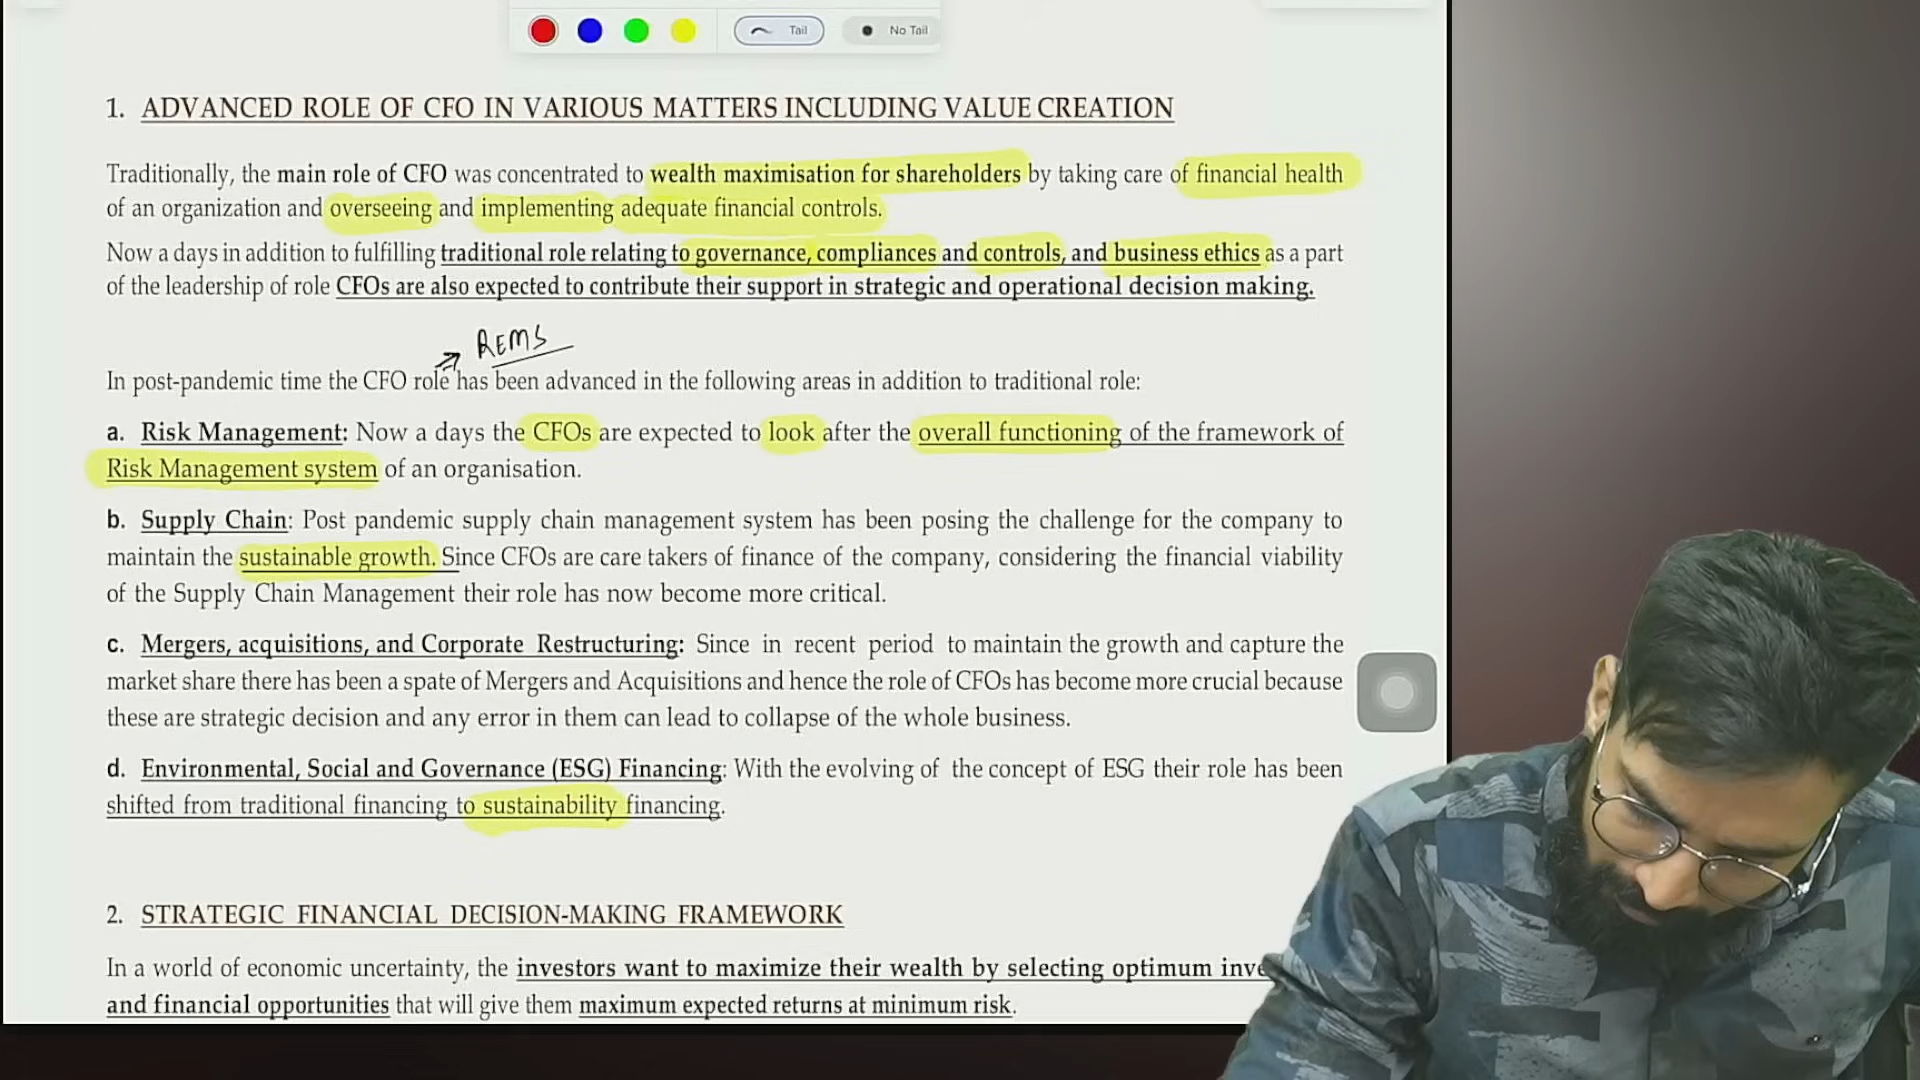 Tail No Tail
1. ADVANCED ROLE OF CFO IN VARIOUS MATTERS INCLUDING VALUE CREATION
Traditionally, the main role of CFO was concentrated to wealth maximisation for shareholders by taking care of financial health
of an organization and overseeing and implementing adequate financial controls.
Now a days in addition to fulfilling traditional role relating to governance, compliances and controls, and business ethics as a part
of the leadership of role CFOs are also expected to contribute their support in strategic and operational decision making.
REMS
In post-pandemic time the CFO role has been advanced in the following areas in addition to traditional role:
a. Risk Management: Now a days the CFOs are expected to look after the overall functioning of the framework of
Risk Management system of an organisation.
b. Supply Chain: Post pandemic supply chain management system has been posing the challenge for the company to
maintain the sustainable growth. Since CFOs are care takers of finance of the company, considering the financial viability
of the Supply Chain Management their role has now become more critical.
c. Mergers, acquisitions, and Corporate Restructuring: Since in recent period to maintain the growth and capture the
market share there has been a spate of Mergers and Acquisitions and hence the role of CFOs has become more crucial because
these are strategic decision and any error in them can lead to collapse of the whole business.
d. Environmental, Social and Governance (ESG) Financing: With the evolving of the concept of ESG their role has been
shifted from traditional financing to sustainability financing.
2. STRATEGIC FINANCIAL DECISION-MAKING FRAMEWORK
In a world of economic uncertainty, the investors want to maximize their wealth by selecting optimum
and financial opportunities that will give them maximum expected returns at minimum risk.